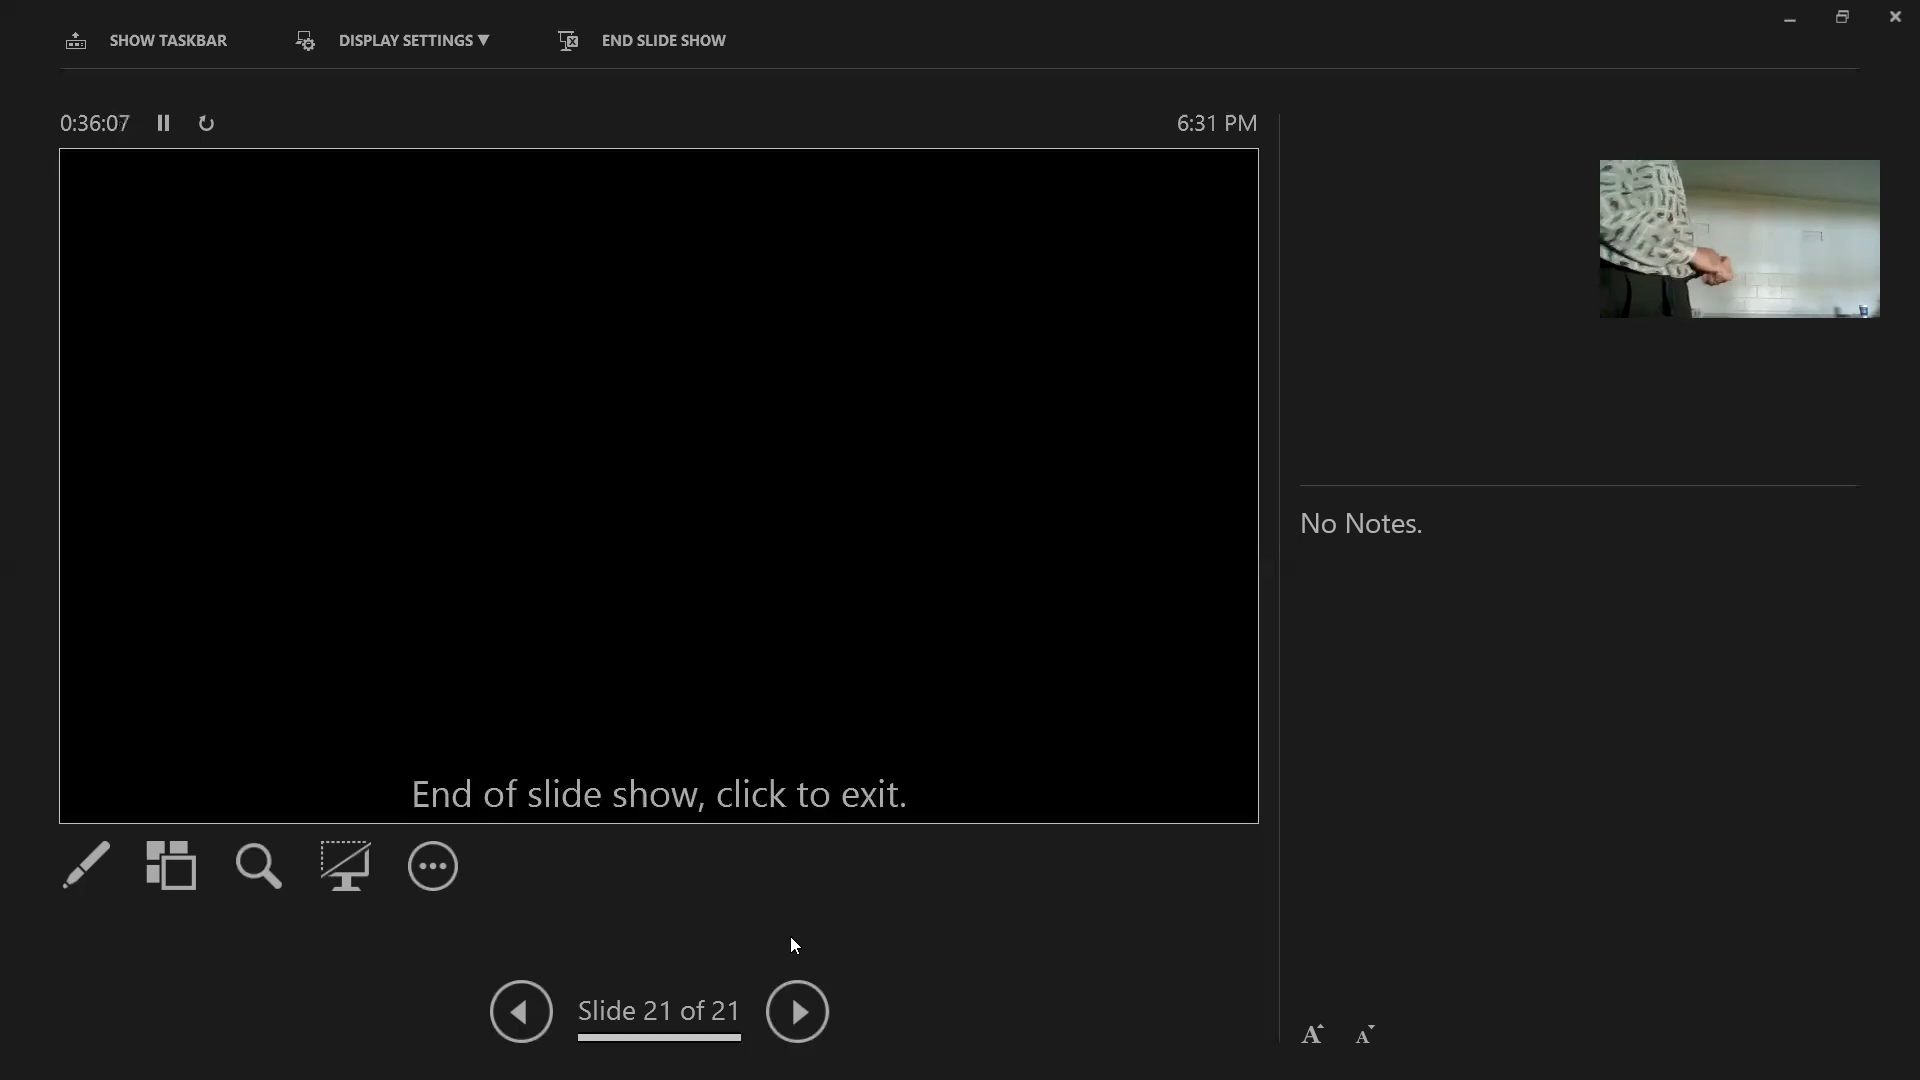 SHOW TASKBAR
DISPLAY SETTINGS ▼
END SLIDE SHOW
0:36:07
6:31 PM
End of slide show, click to exit.
No Notes.
Slide 21 of 21
A
A